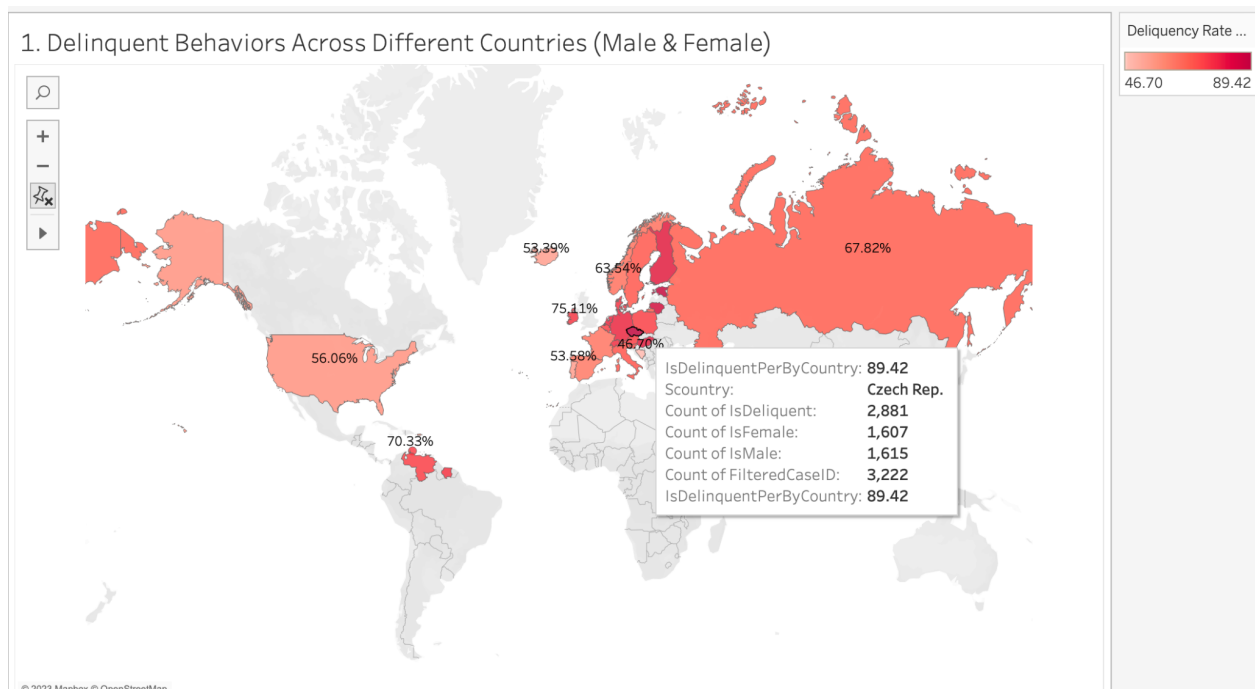 1. Delinquent Behaviors Across Different Countries (Male & Female)
Deliquency Rate ...
46.70 89.42
53.39%
63.54%
67.82%
75.11%
46.70%
53.58%
56.06%
70.33%
IsDelinquentPerByCountry: 89.42
Scountry: Czech Rep.
Count of IsDeliquent: 2,881
Count of IsFemale: 1,607
Count of IsMale: 1,615
Count of FilteredCaseID: 3,222
IsDelinquentPerByCountry: 89.42
© 2023 Mapbox © OpenStreetMap